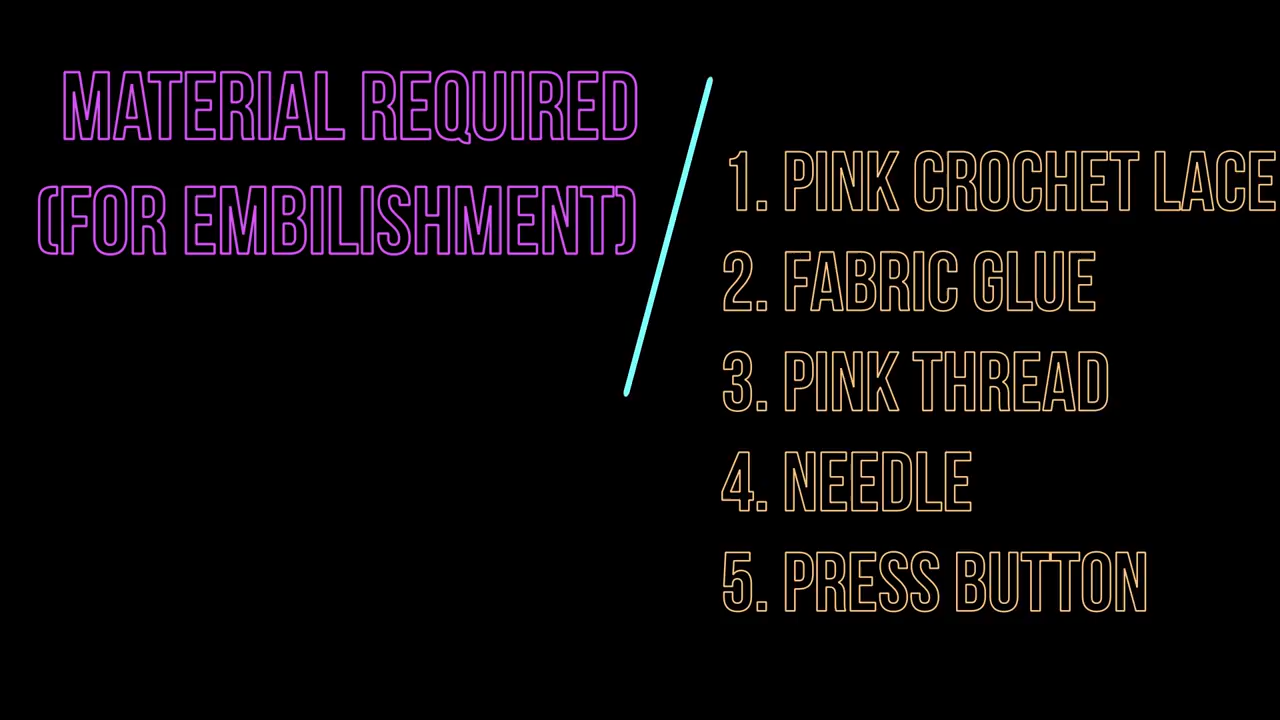 MATERIAL REQUIRED
(FOR EMBILISHMENT)
1. PINK CROCHET LACE
2. FABRIC GLUE
3. PINK THREAD
4. NEEDLE
5. PRESS BUTTON